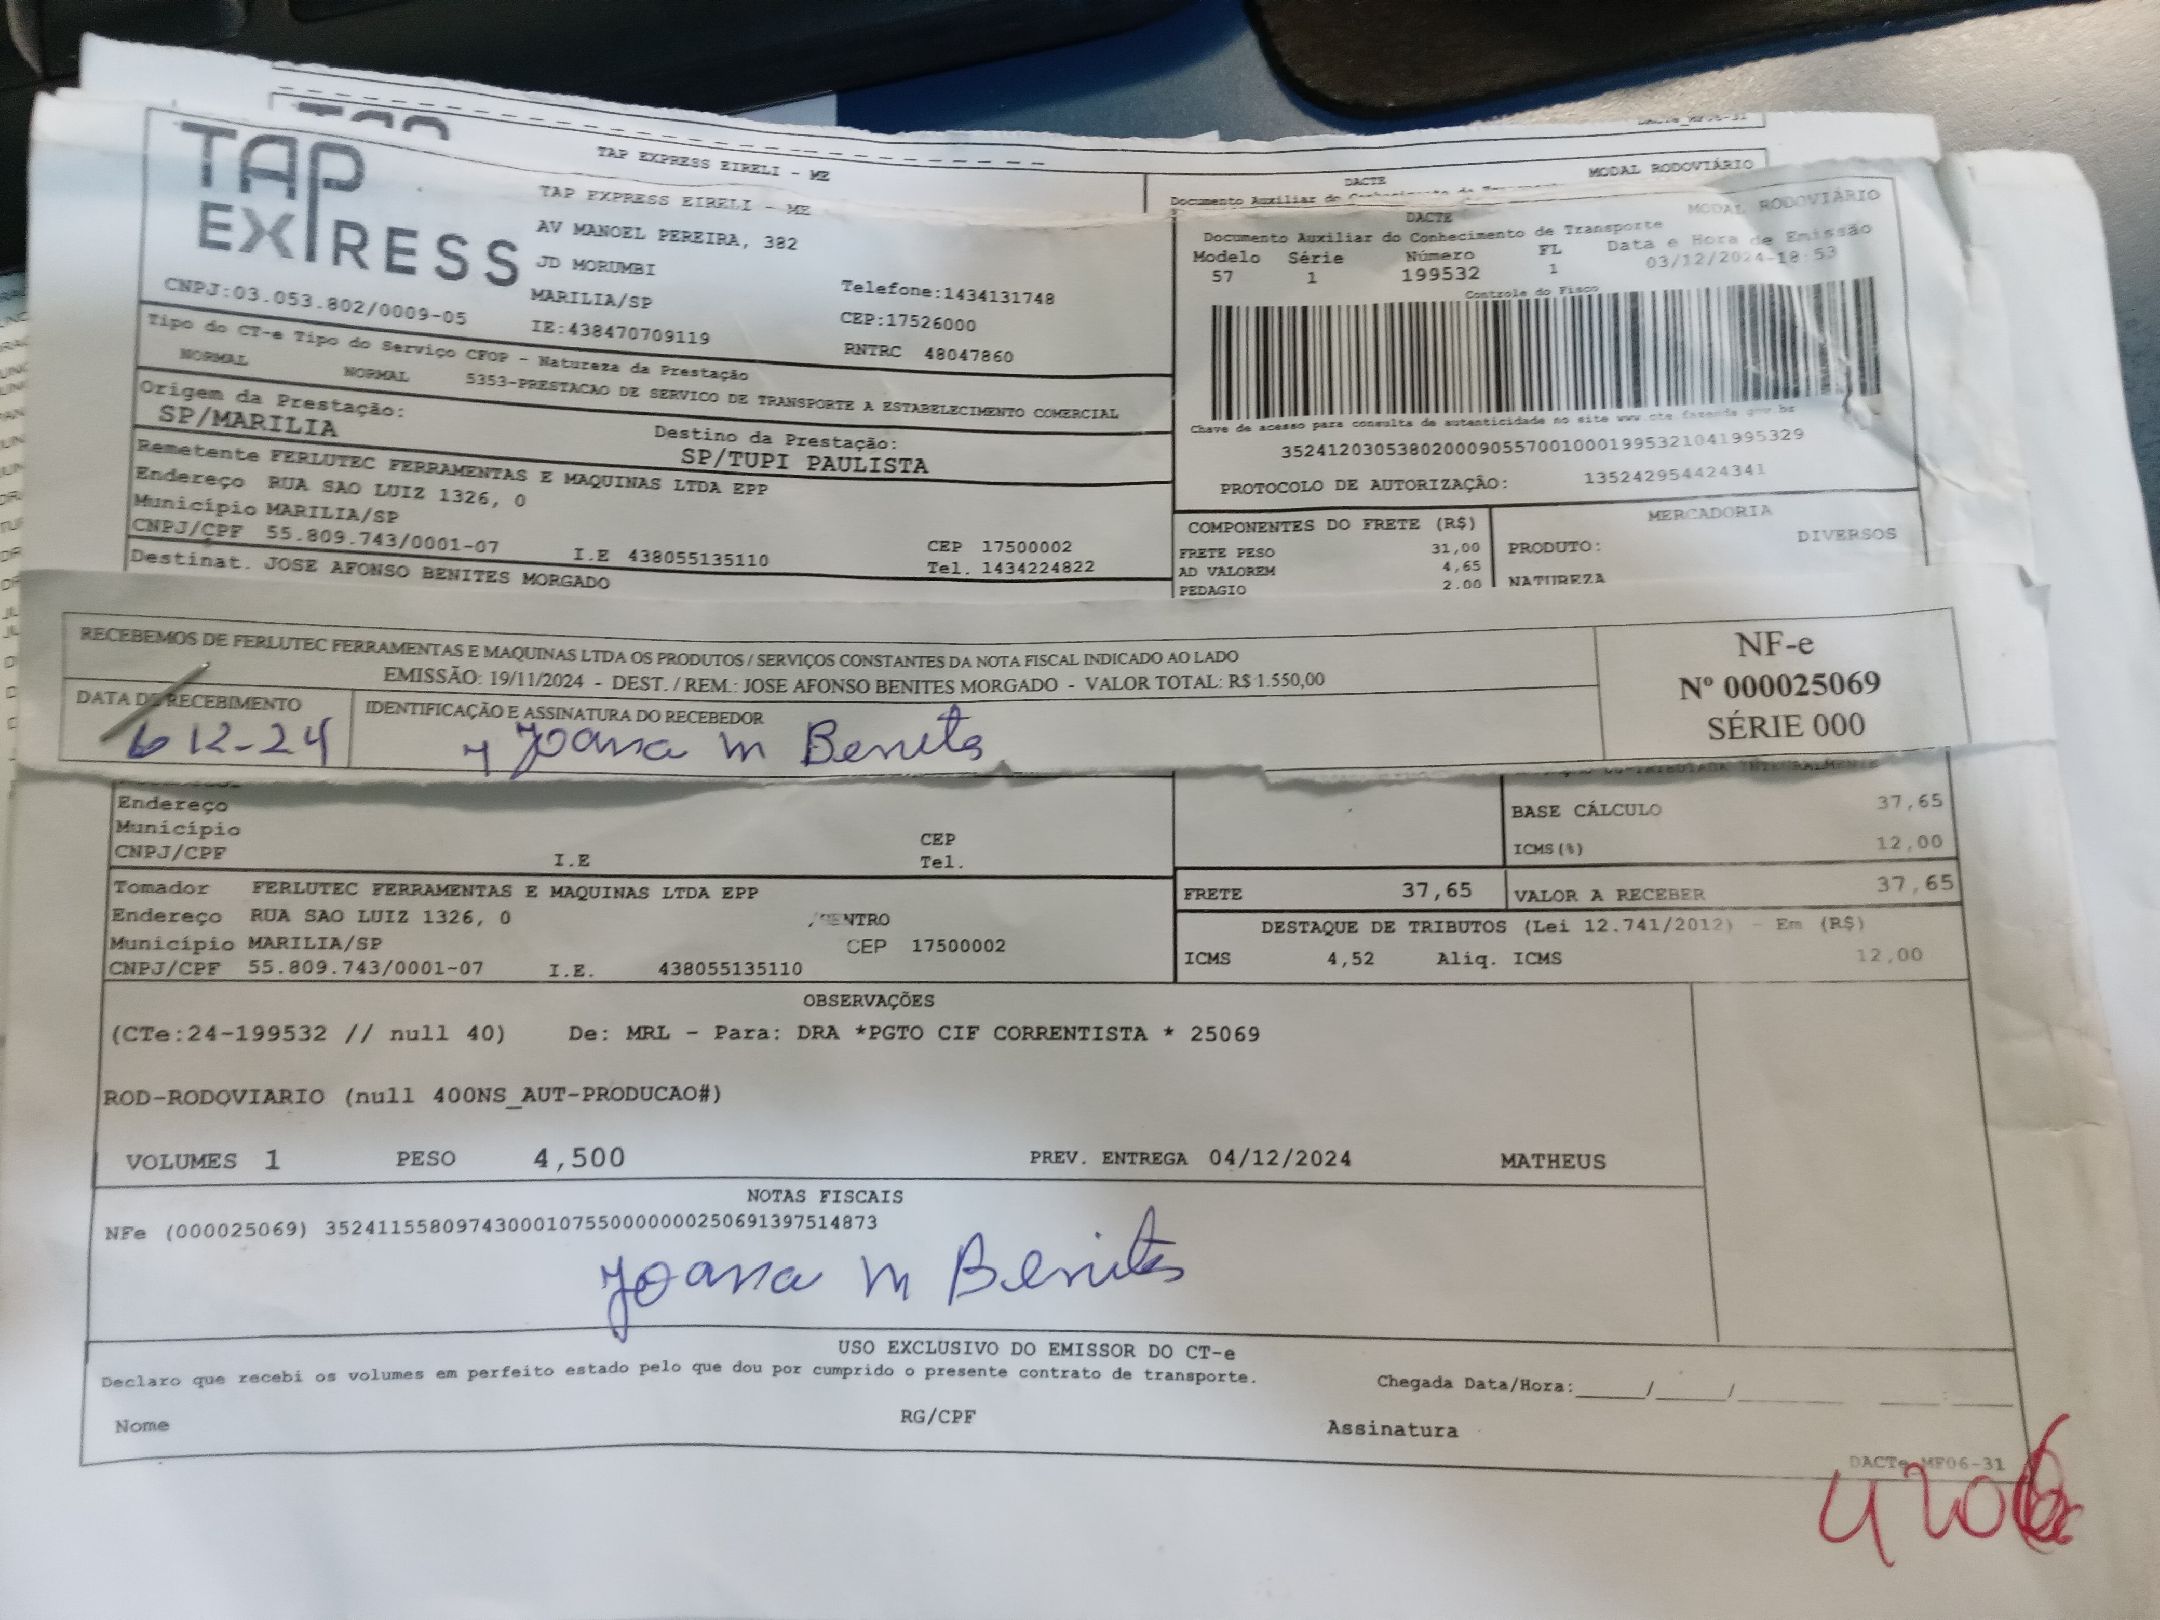 TAP EXPRESS EIRELI - ME
DACTE
MODAL RODOVIÁRIO
TAP
EXPRESS
TAP EXPRESS EIRELI - ME
AV MANOEL PEREIRA, 382
JD MORUMBI
MARILIA/SP
IE:438470709119
CNPJ:03.053.802/0009-05
Telefone:1434131748
CEP:17526000
RNTRC 48047860
DACTE
MODAL RODOVIÁRIO
Documento Auxiliar do Conhecimento de Transporte
Modelo Série Número FL Data e Hora de Emissão
57 1 199532 1 03/12/2024-18:53
Controle do Fisco
Chave de acesso para consulta de autenticidade no site www.cte.fazenda.gov.br
35241203053802000905570010001995321041995329
PROTOCOLO DE AUTORIZAÇÃO: 135242954424341
Tipo do CT-e Tipo do Serviço CFOP - Natureza da Prestação
NORMAL NORMAL 5353-PRESTACAO DE SERVICO DE TRANSPORTE A ESTABELECIMENTO COMERCIAL
Origem da Prestação: Destino da Prestação:
SP/MARILIA SP/TUPI PAULISTA
Remetente FERLUTEC FERRAMENTAS E MAQUINAS LTDA EPP
Endereço RUA SAO LUIZ 1326, 0
Município MARILIA/SP CEP 17500002
CNPJ/CPF 55.809.743/0001-07 I.E 438055135110 Tel. 1434224822
Destinat. JOSE AFONSO BENITES MORGADO
COMPONENTES DO FRETE (R$)
FRETE PESO 31,00
AD VALOREM 4,65
PEDAGIO 2.00
MERCADORIA
PRODUTO: DIVERSOS
NATUREZA
RECEBEMOS DE FERLUTEC FERRAMENTAS E MAQUINAS LTDA OS PRODUTOS / SERVIÇOS CONSTANTES DA NOTA FISCAL INDICADO AO LADO
EMISSÃO: 19/11/2024 - DEST. / REM.: JOSE AFONSO BENITES MORGADO - VALOR TOTAL: R$ 1.550,00
DATA DE RECEBIMENTO
6 12-24
IDENTIFICAÇÃO E ASSINATURA DO RECEBEDOR
Joana m Benites
NF-e
Nº 000025069
SÉRIE 000
Endereço
Município CEP
CNPJ/CPF I.E Tel.
BASE CÁLCULO 37,65
ICMS(%) 12,00
Tomador FERLUTEC FERRAMENTAS E MAQUINAS LTDA EPP
Endereço RUA SAO LUIZ 1326, 0 /CENTRO
Município MARILIA/SP CEP 17500002
CNPJ/CPF 55.809.743/0001-07 I.E. 438055135110
FRETE 37,65 VALOR A RECEBER 37,65
DESTAQUE DE TRIBUTOS (Lei 12.741/2012) - Em (R$)
ICMS 4,52 Aliq. ICMS 12,00
OBSERVAÇÕES
(CTe:24-199532 // null 40) De: MRL - Para: DRA *PGTO CIF CORRENTISTA * 25069
ROD-RODOVIARIO (null 400NS_AUT-PRODUCAO#)
VOLUMES 1 PESO 4,500 PREV. ENTREGA 04/12/2024 MATHEUS
NOTAS FISCAIS
NFe (000025069) 35241155809743000107550000000250691397514873
Joana m Benites
USO EXCLUSIVO DO EMISSOR DO CT-e
Declaro que recebi os volumes em perfeito estado pelo que dou por cumprido o presente contrato de transporte.
Chegada Data/Hora:_____/_____/_______ ____:____
Nome RG/CPF Assinatura
DACTe MF06-31